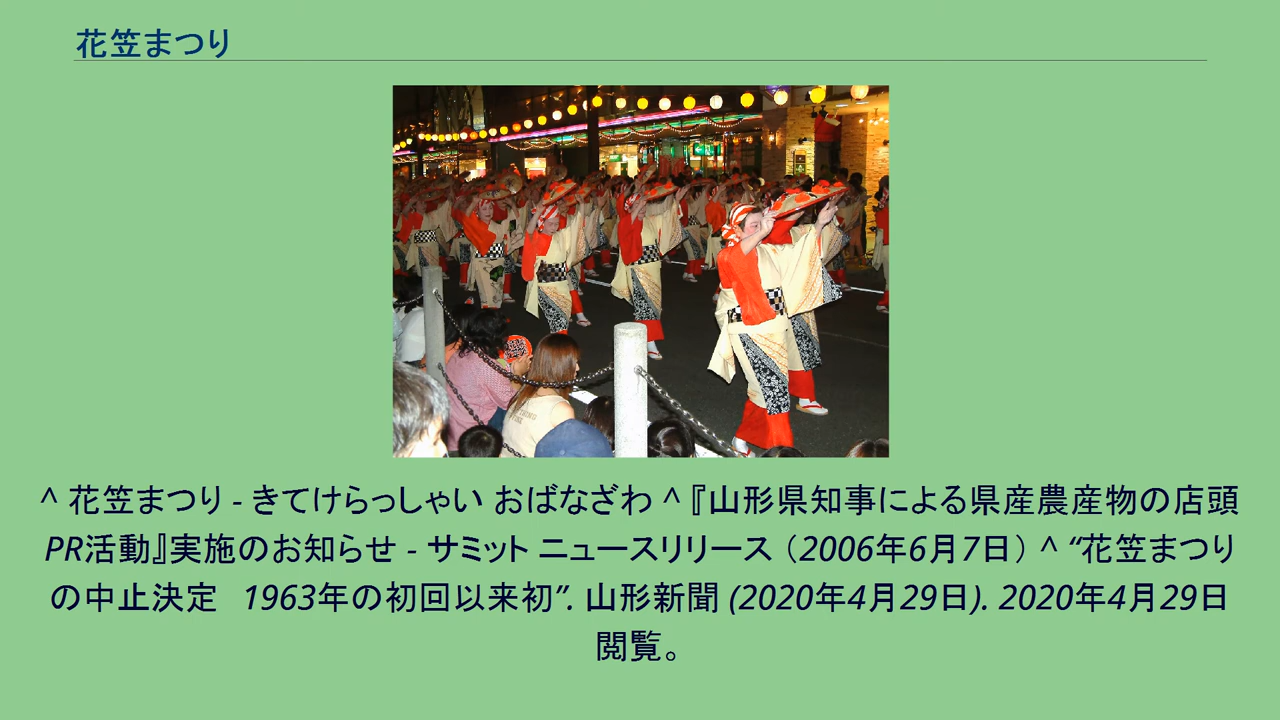 花笠まつり
^ 花笠まつり - きてけらっしゃい おばなざわ ^ 『山形県知事による県産農産物の店頭
PR活動』実施のお知らせ - サミット ニュースリリース（2006年6月7日） ^ “花笠まつり
の中止決定　1963年の初回以来初”. 山形新聞 (2020年4月29日). 2020年4月29日
閲覧。